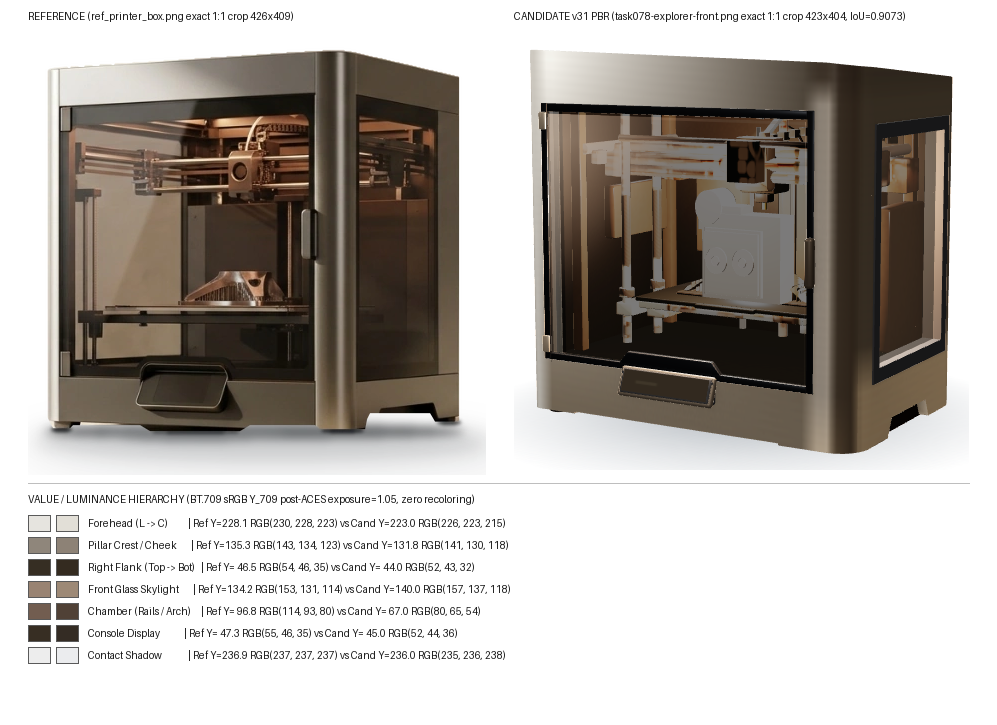 REFERENCE (ref_printer_box.png exact 1:1 crop 426x409)
CANDIDATE v31 PBR (task078-explorer-front.png exact 1:1 crop 423x404, IoU=0.9073)
VALUE / LUMINANCE HIERARCHY (BT.709 sRGB Y_709 post-ACES exposure=1.05, zero recoloring)
Forehead (L -> C) | Ref Y=228.1 RGB(230, 228, 223) vs Cand Y=223.0 RGB(226, 223, 215)
Pillar Crest / Cheek | Ref Y=135.3 RGB(143, 134, 123) vs Cand Y=131.8 RGB(141, 130, 118)
Right Flank (Top -> Bot) | Ref Y= 46.5 RGB(54, 46, 35) vs Cand Y= 44.0 RGB(52, 43, 32)
Front Glass Skylight | Ref Y=134.2 RGB(153, 131, 114) vs Cand Y=140.0 RGB(157, 137, 118)
Chamber (Rails / Arch) | Ref Y= 96.8 RGB(114, 93, 80) vs Cand Y= 67.0 RGB(80, 65, 54)
Console Display | Ref Y= 47.3 RGB(55, 46, 35) vs Cand Y= 45.0 RGB(52, 44, 36)
Contact Shadow | Ref Y=236.9 RGB(237, 237, 237) vs Cand Y=236.0 RGB(235, 236, 238)